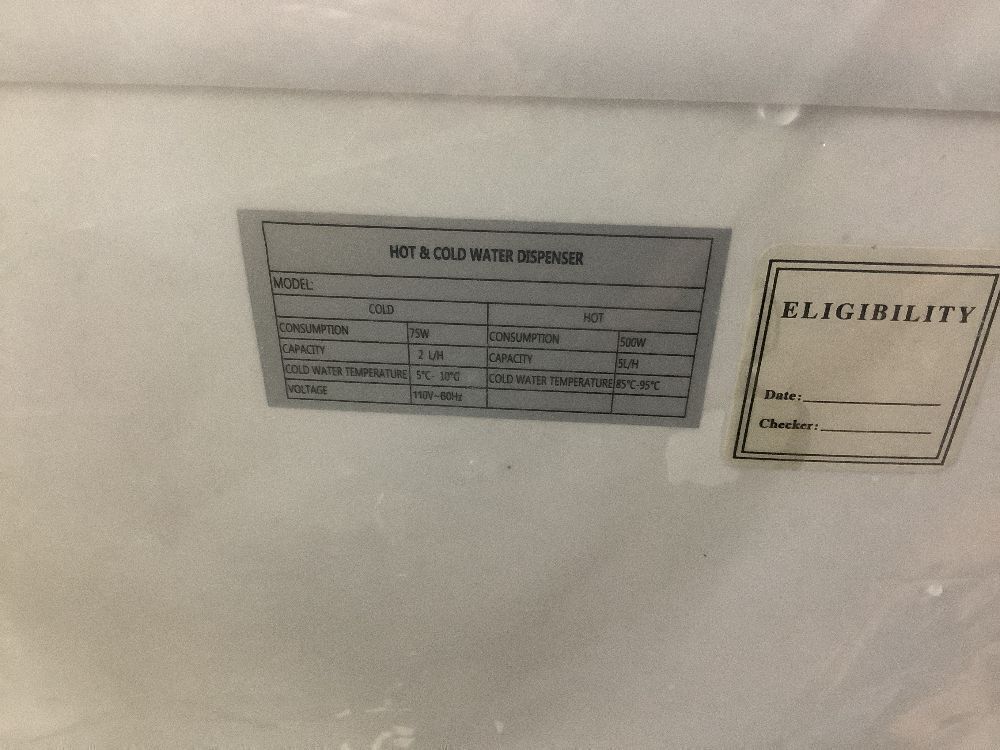 HOT & COLD WATER DISPENSER
MODEL:
COLD HOT
CONSUMPTION 75W CONSUMPTION 500W
CAPACITY 2 L/H CAPACITY 5L/H
COLD WATER TEMPERATURE 5℃- 10℃ COLD WATER TEMPERATURE 85℃-95℃
VOLTAGE 110V~60Hz
ELIGIBILITY
Date:
Checker: